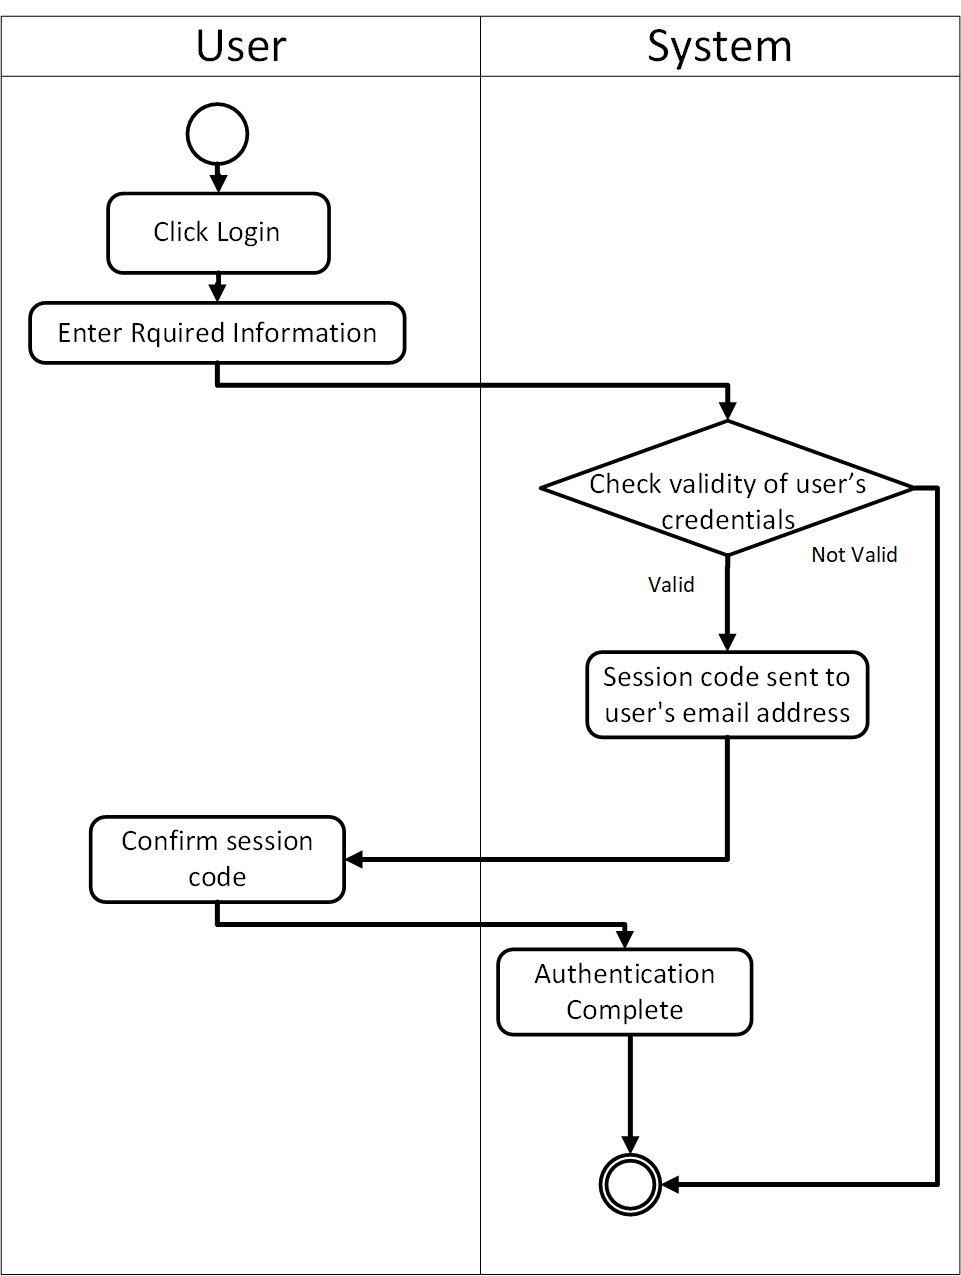 User
System
Click Login
Enter Rquired Information
Check validity of user’s
credentials
Not Valid
Valid
Session code sent to
user's email address
Confirm session
code
Authentication
Complete